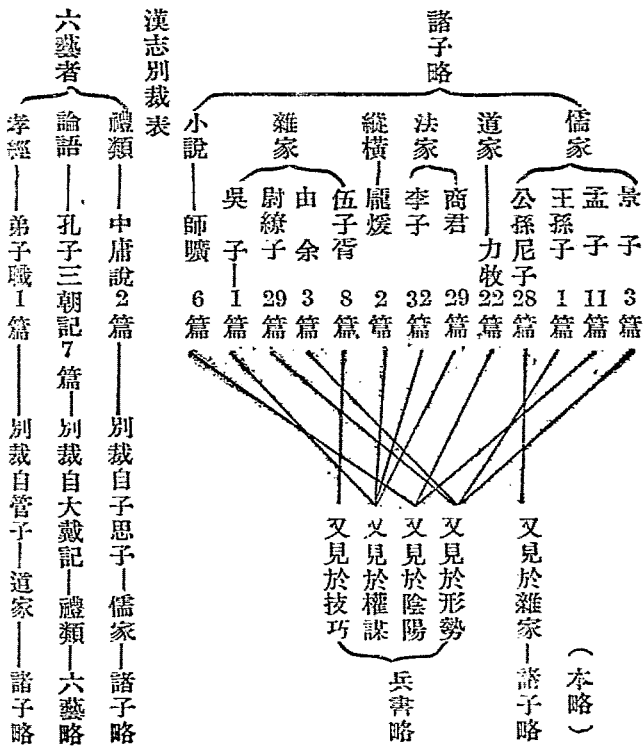 諸子略
儒家
景子 3篇
孟子 11篇
王孫子 1篇
公孫尼子 28篇
道家 力牧 22篇
法家
商君 29篇
李子 32篇
縱橫 龐煖 2篇
雜家
伍子胥 8篇
由余 3篇
尉繚子 29篇
吳子 1篇
小說 師曠 6篇
(本略)
又見於雜家 諸子略
又見於形勢
又見於陰陽
又見於權謀
又見於技巧
兵書略
漢志別裁表
六藝者
禮類 中庸說2篇 別裁自子思子 儒家 諸子略
論語 孔子三朝記7篇 別裁自大戴記 禮類 六藝略
孝經 弟子職1篇 別裁自管子 道家 諸子略